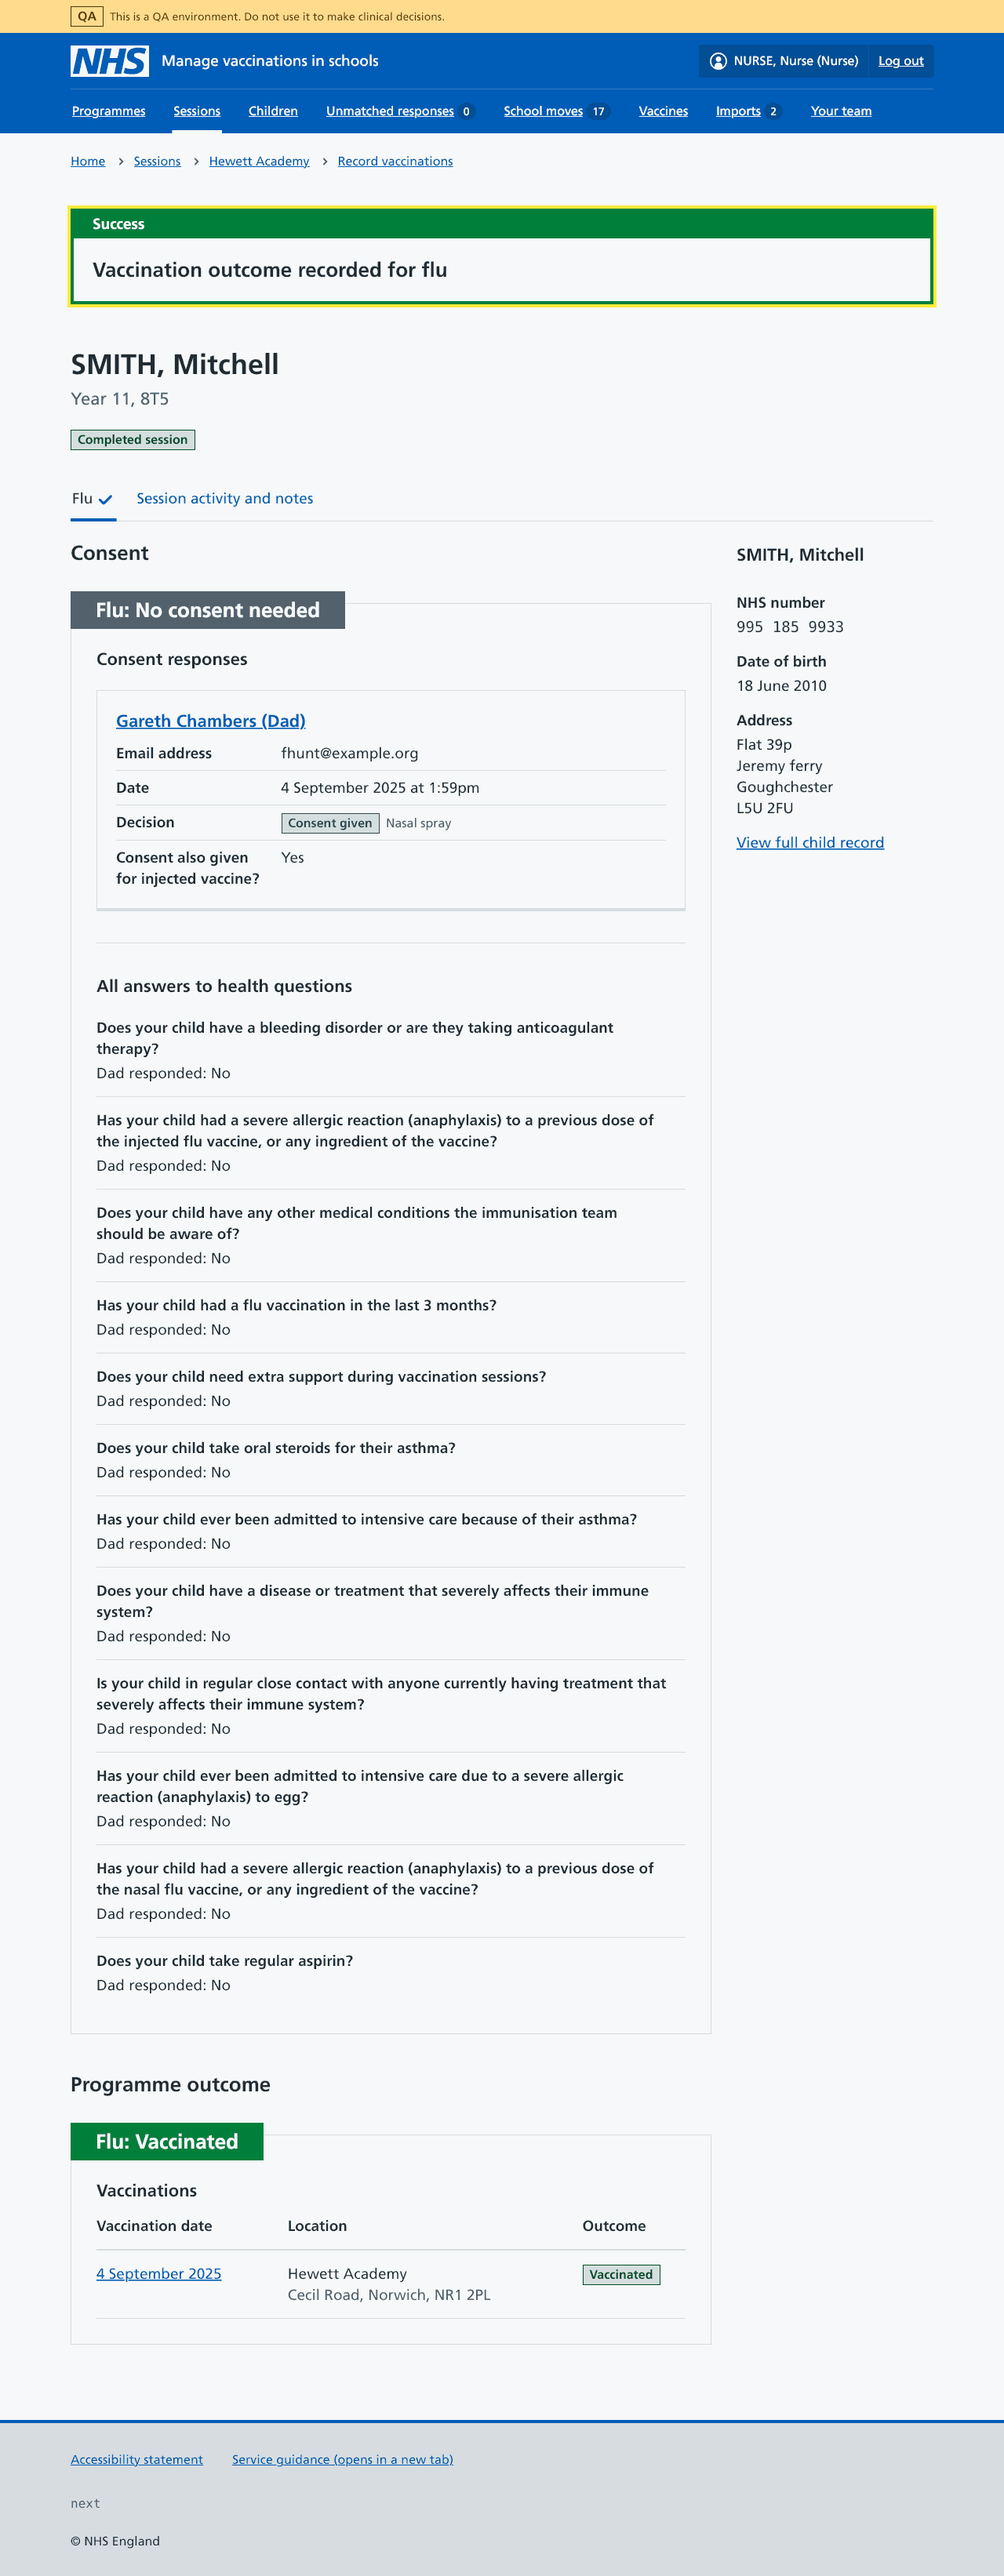 QA This is a QA environment. Do not use it to make clinical decisions.
NHS Manage vaccinations in schools NURSE, Nurse (Nurse) Log out
Programmes Sessions Children Unmatched responses 0 School moves 17 Vaccines Imports 2 Your team
Home Sessions Hewett Academy Record vaccinations
Success
Vaccination outcome recorded for flu
SMITH, Mitchell
Year 11, 8T5
Completed session
Flu Session activity and notes
Consent
Flu: No consent needed
Consent responses
Gareth Chambers (Dad)
Email address fhunt@example.org
Date 4 September 2025 at 1:59pm
Decision Consent given Nasal spray
Consent also given Yes
for injected vaccine?
All answers to health questions
Does your child have a bleeding disorder or are they taking anticoagulant
therapy?
Dad responded: No
Has your child had a severe allergic reaction (anaphylaxis) to a previous dose of
the injected flu vaccine, or any ingredient of the vaccine?
Dad responded: No
Does your child have any other medical conditions the immunisation team
should be aware of?
Dad responded: No
Has your child had a flu vaccination in the last 3 months?
Dad responded: No
Does your child need extra support during vaccination sessions?
Dad responded: No
Does your child take oral steroids for their asthma?
Dad responded: No
Has your child ever been admitted to intensive care because of their asthma?
Dad responded: No
Does your child have a disease or treatment that severely affects their immune
system?
Dad responded: No
Is your child in regular close contact with anyone currently having treatment that
severely affects their immune system?
Dad responded: No
Has your child ever been admitted to intensive care due to a severe allergic
reaction (anaphylaxis) to egg?
Dad responded: No
Has your child had a severe allergic reaction (anaphylaxis) to a previous dose of
the nasal flu vaccine, or any ingredient of the vaccine?
Dad responded: No
Does your child take regular aspirin?
Dad responded: No
SMITH, Mitchell
NHS number
995 185 9933
Date of birth
18 June 2010
Address
Flat 39p
Jeremy ferry
Goughchester
L5U 2FU
View full child record
Programme outcome
Flu: Vaccinated
Vaccinations
Vaccination date Location Outcome
4 September 2025 Hewett Academy Vaccinated
Cecil Road, Norwich, NR1 2PL
Accessibility statement Service guidance (opens in a new tab)
next
© NHS England